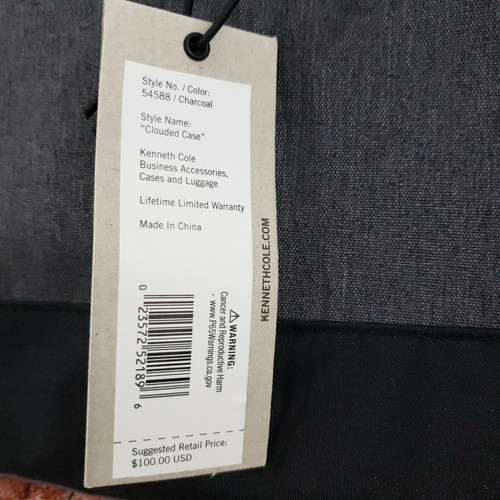 Style No. / Color:
54588 / Charcoal
Style Name:
"Clouded Case"
Kenneth Cole
Business Accessories,
Cases and Luggage
Lifetime Limited Warranty
Made In China
KENNETHCOLE.COM
⚠WARNING:
Cancer and Reproductive Harm
- www.P65Warnings.ca.gov
0 23572 52189 6
Suggested Retail Price:
$100.00 USD